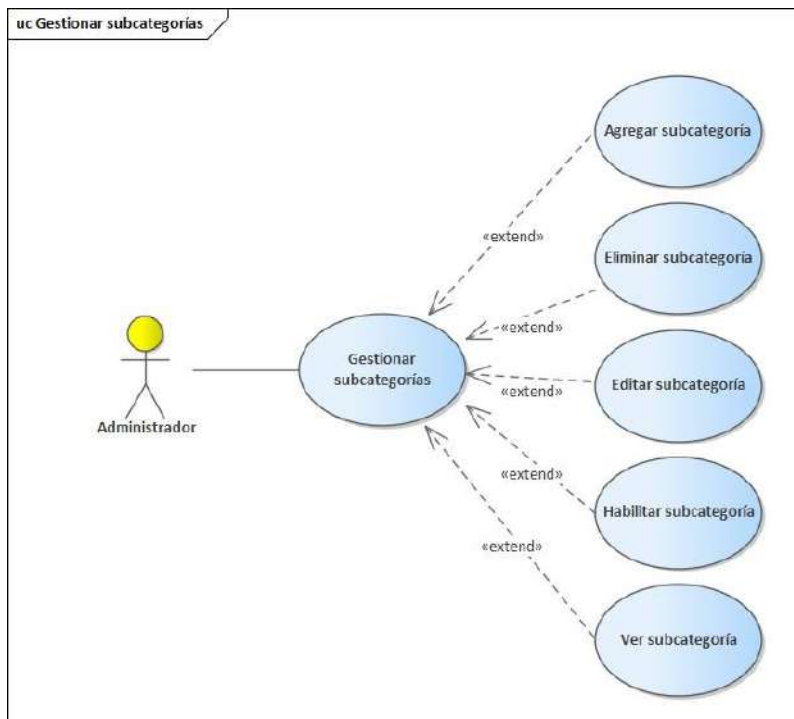 uc Gestionar subcategorías
Agregar subcategoría
«extend»
Eliminar subcategoría
«extend»
Gestionar
subcategorías
Editar subcategoría
«extend»
Administrador
Habilitar subcategoría
«extend»
«extend»
Ver subcategoría